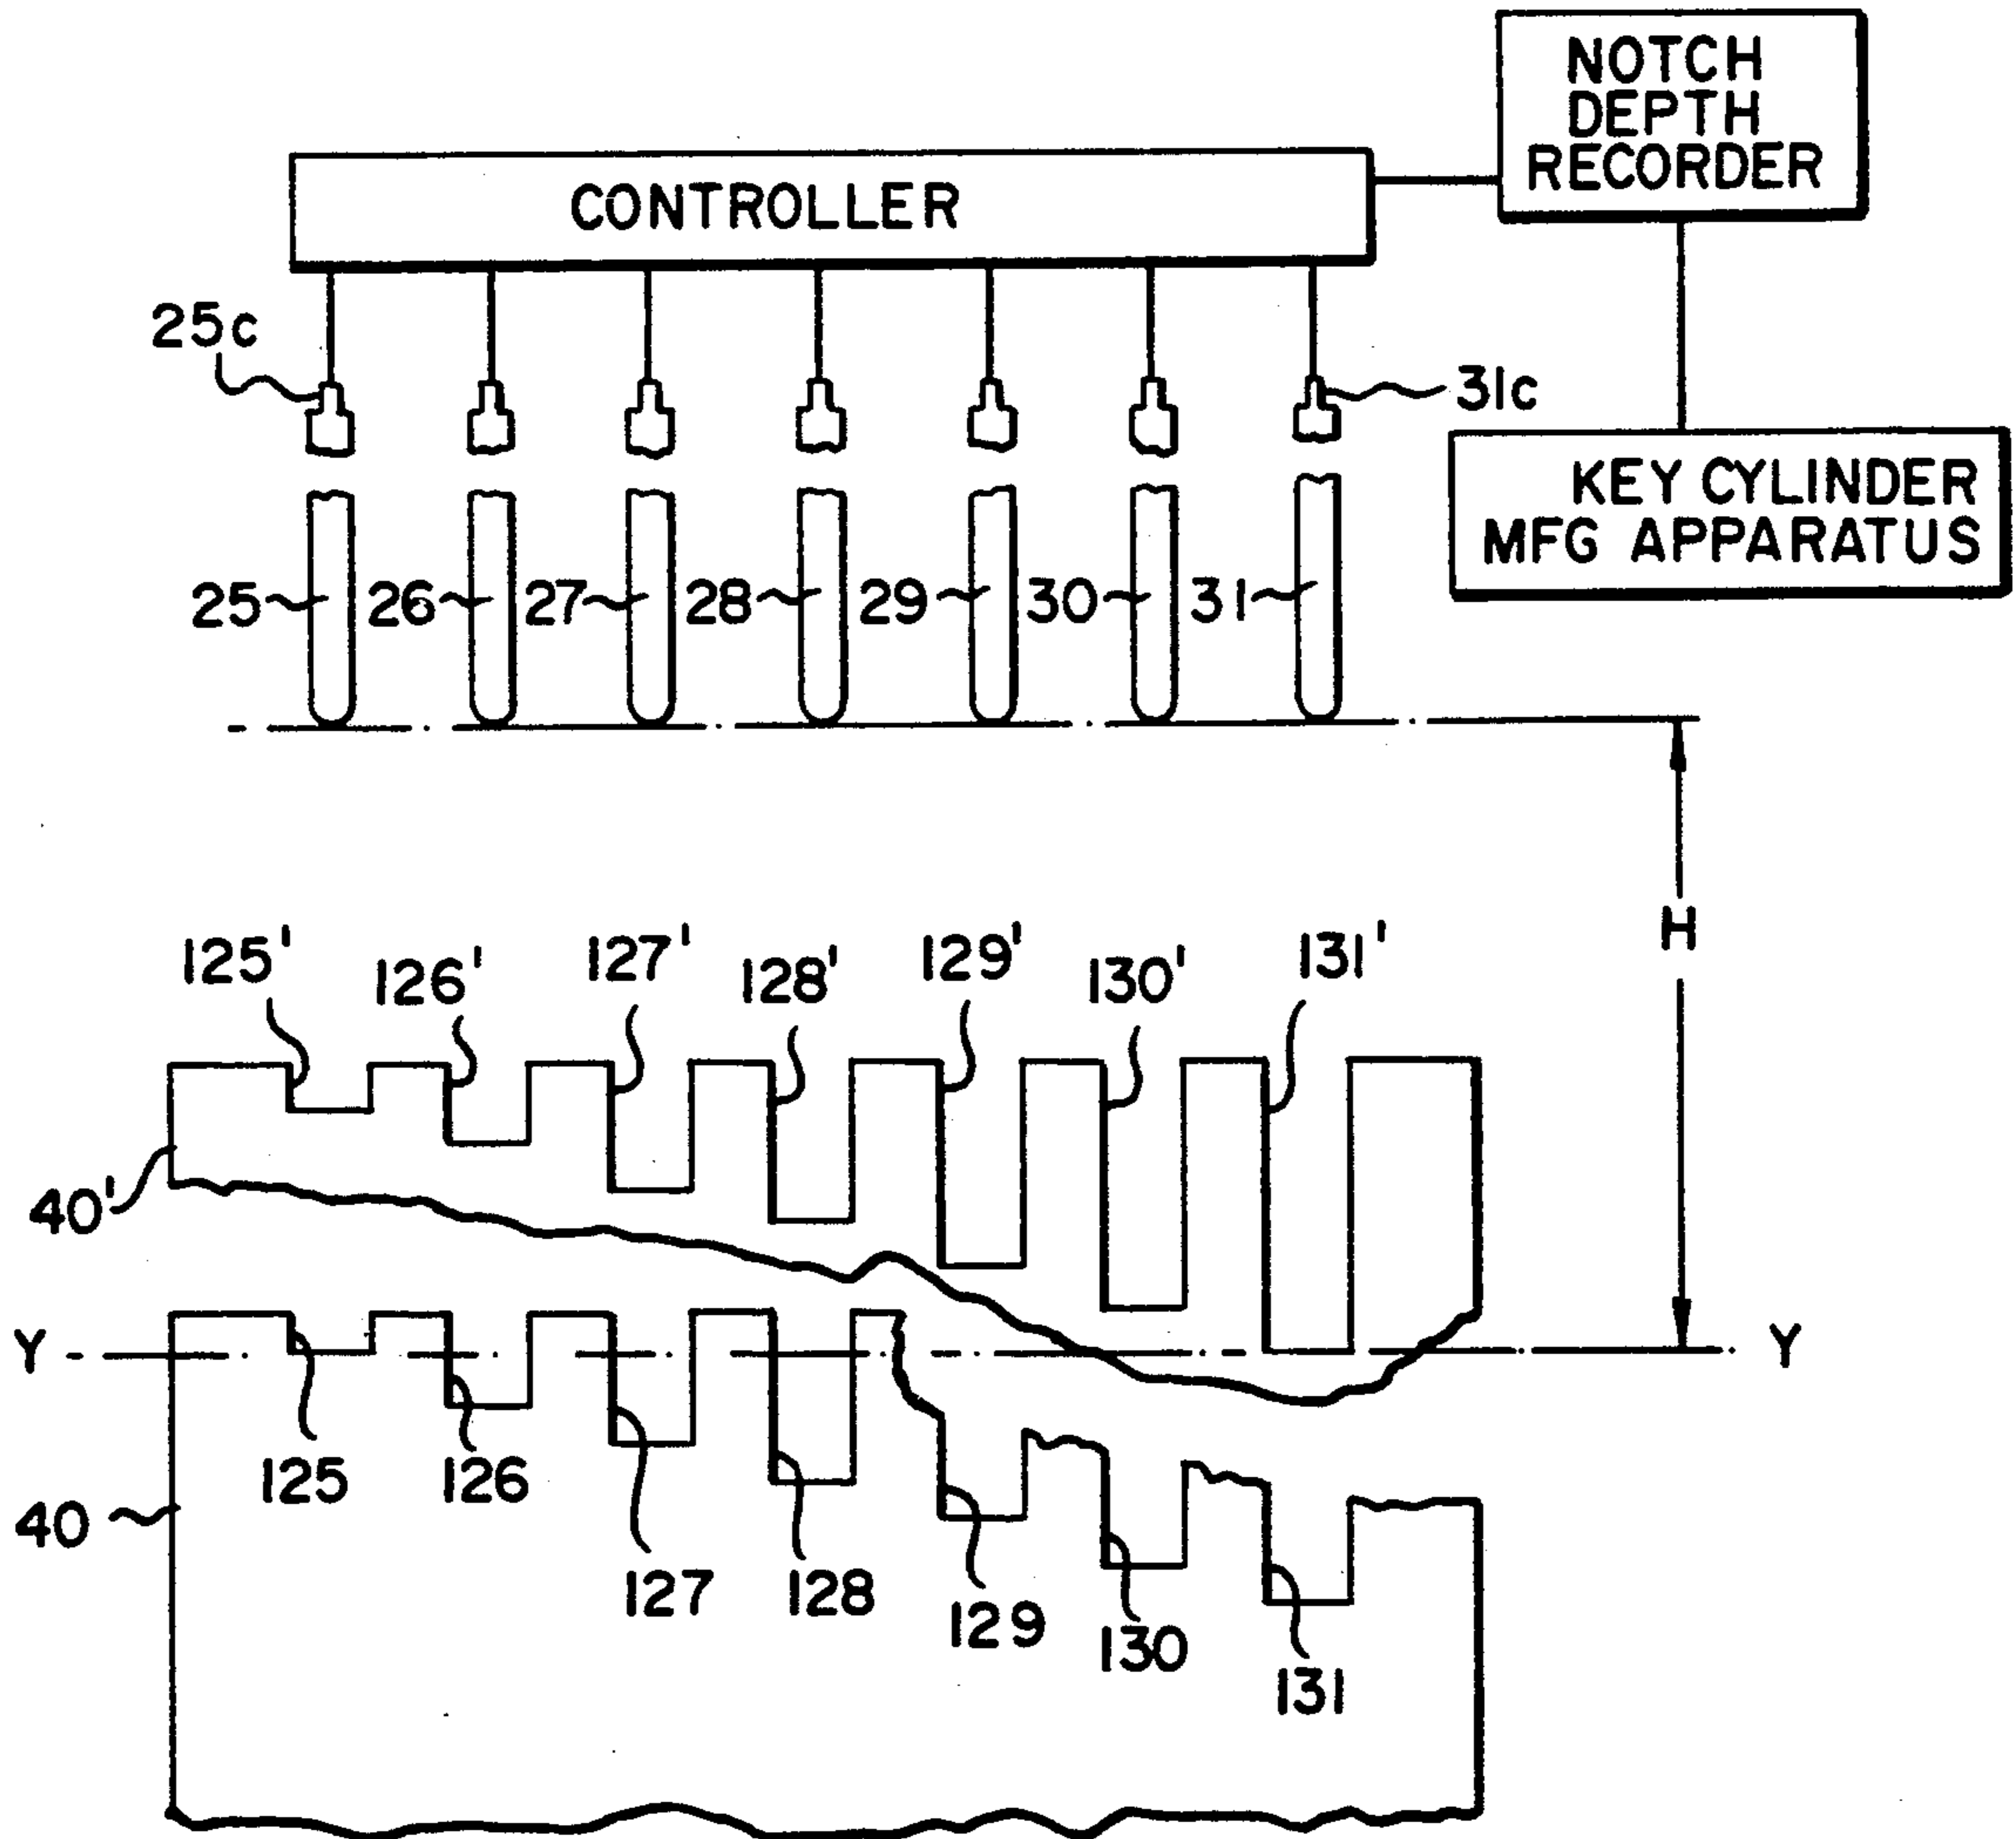 NOTCH
DEPTH
RECORDER
CONTROLLER
25c
31c
KEY CYLINDER
MFG APPARATUS
25 26 27 28 29 30 31
H
125' 126' 127' 128' 129' 130' 131'
40'
Y Y
125 126
40
127 128
129 130
131